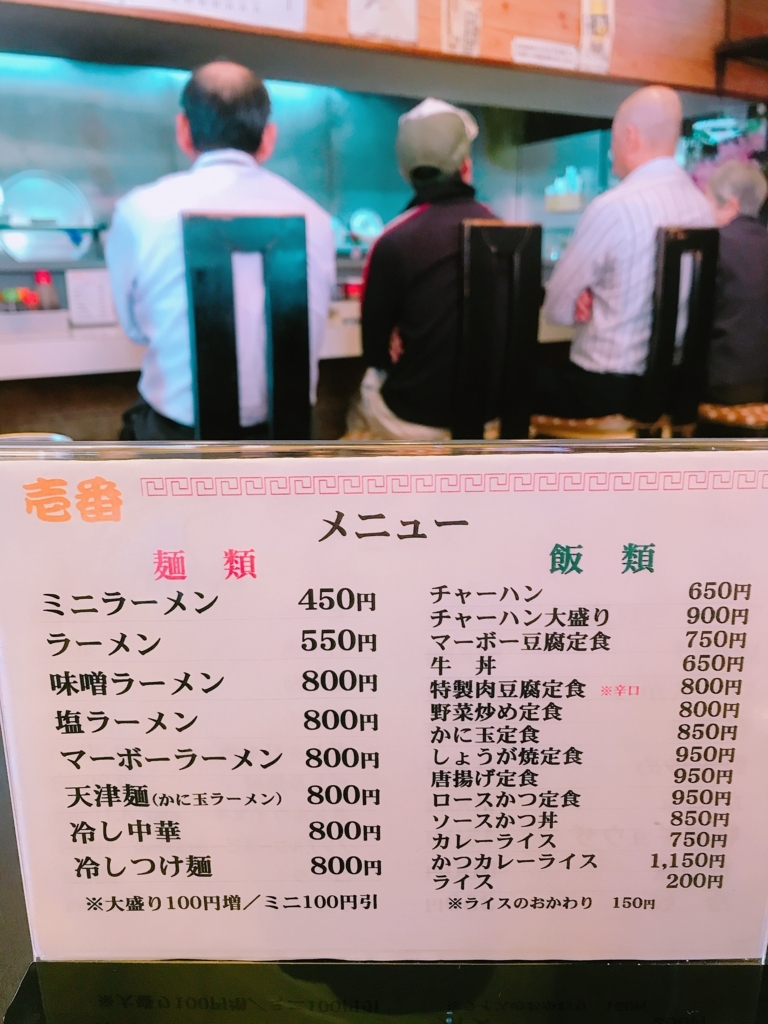 壱番
メニュー
麺類
ミニラーメン 450円
ラーメン 550円
味噌ラーメン 800円
塩ラーメン 800円
マーボーラーメン 800円
天津麺(かに玉ラーメン) 800円
冷し中華 800円
冷しつけ麺 800円
※大盛り100円増/ミニ100円引
飯類
チャーハン 650円
チャーハン大盛り 900円
マーボー豆腐定食 750円
牛丼 650円
特製肉豆腐定食 ※辛口 800円
野菜炒め定食 800円
かに玉定食 850円
しょうが焼定食 950円
唐揚げ定食 950円
ロースかつ定食 950円
ソースかつ丼 850円
カレーライス 750円
かつカレーライス 1,150円
ライス 200円
※ライスのおかわり 150円